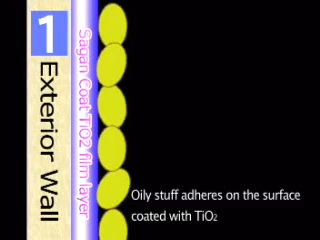 1
Exterior Wall
Sagan Coat TiO2 film layer
Oily stuff adheres on the surface
coated with TiO2